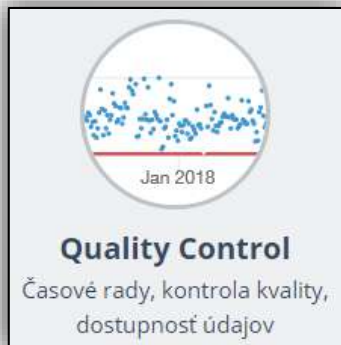 Jan 2018
Quality Control
Časové rady, kontrola kvality,
dostupnosť údajov